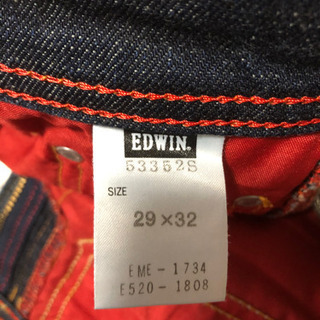 EDWIN.
53352S
SIZE
29×32
EME-1734
E520-1808